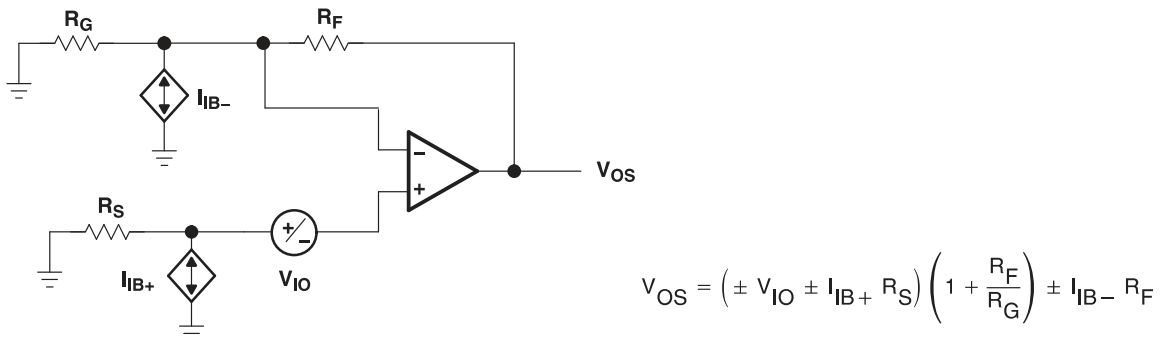 R_G
R_F
I_IB–
–
+
V_OS
R_S
+/–
I_IB+
V_IO
V_OS = ( ± V_IO ± I_IB+ R_S ) ( 1 + R_F / R_G ) ± I_IB– R_F